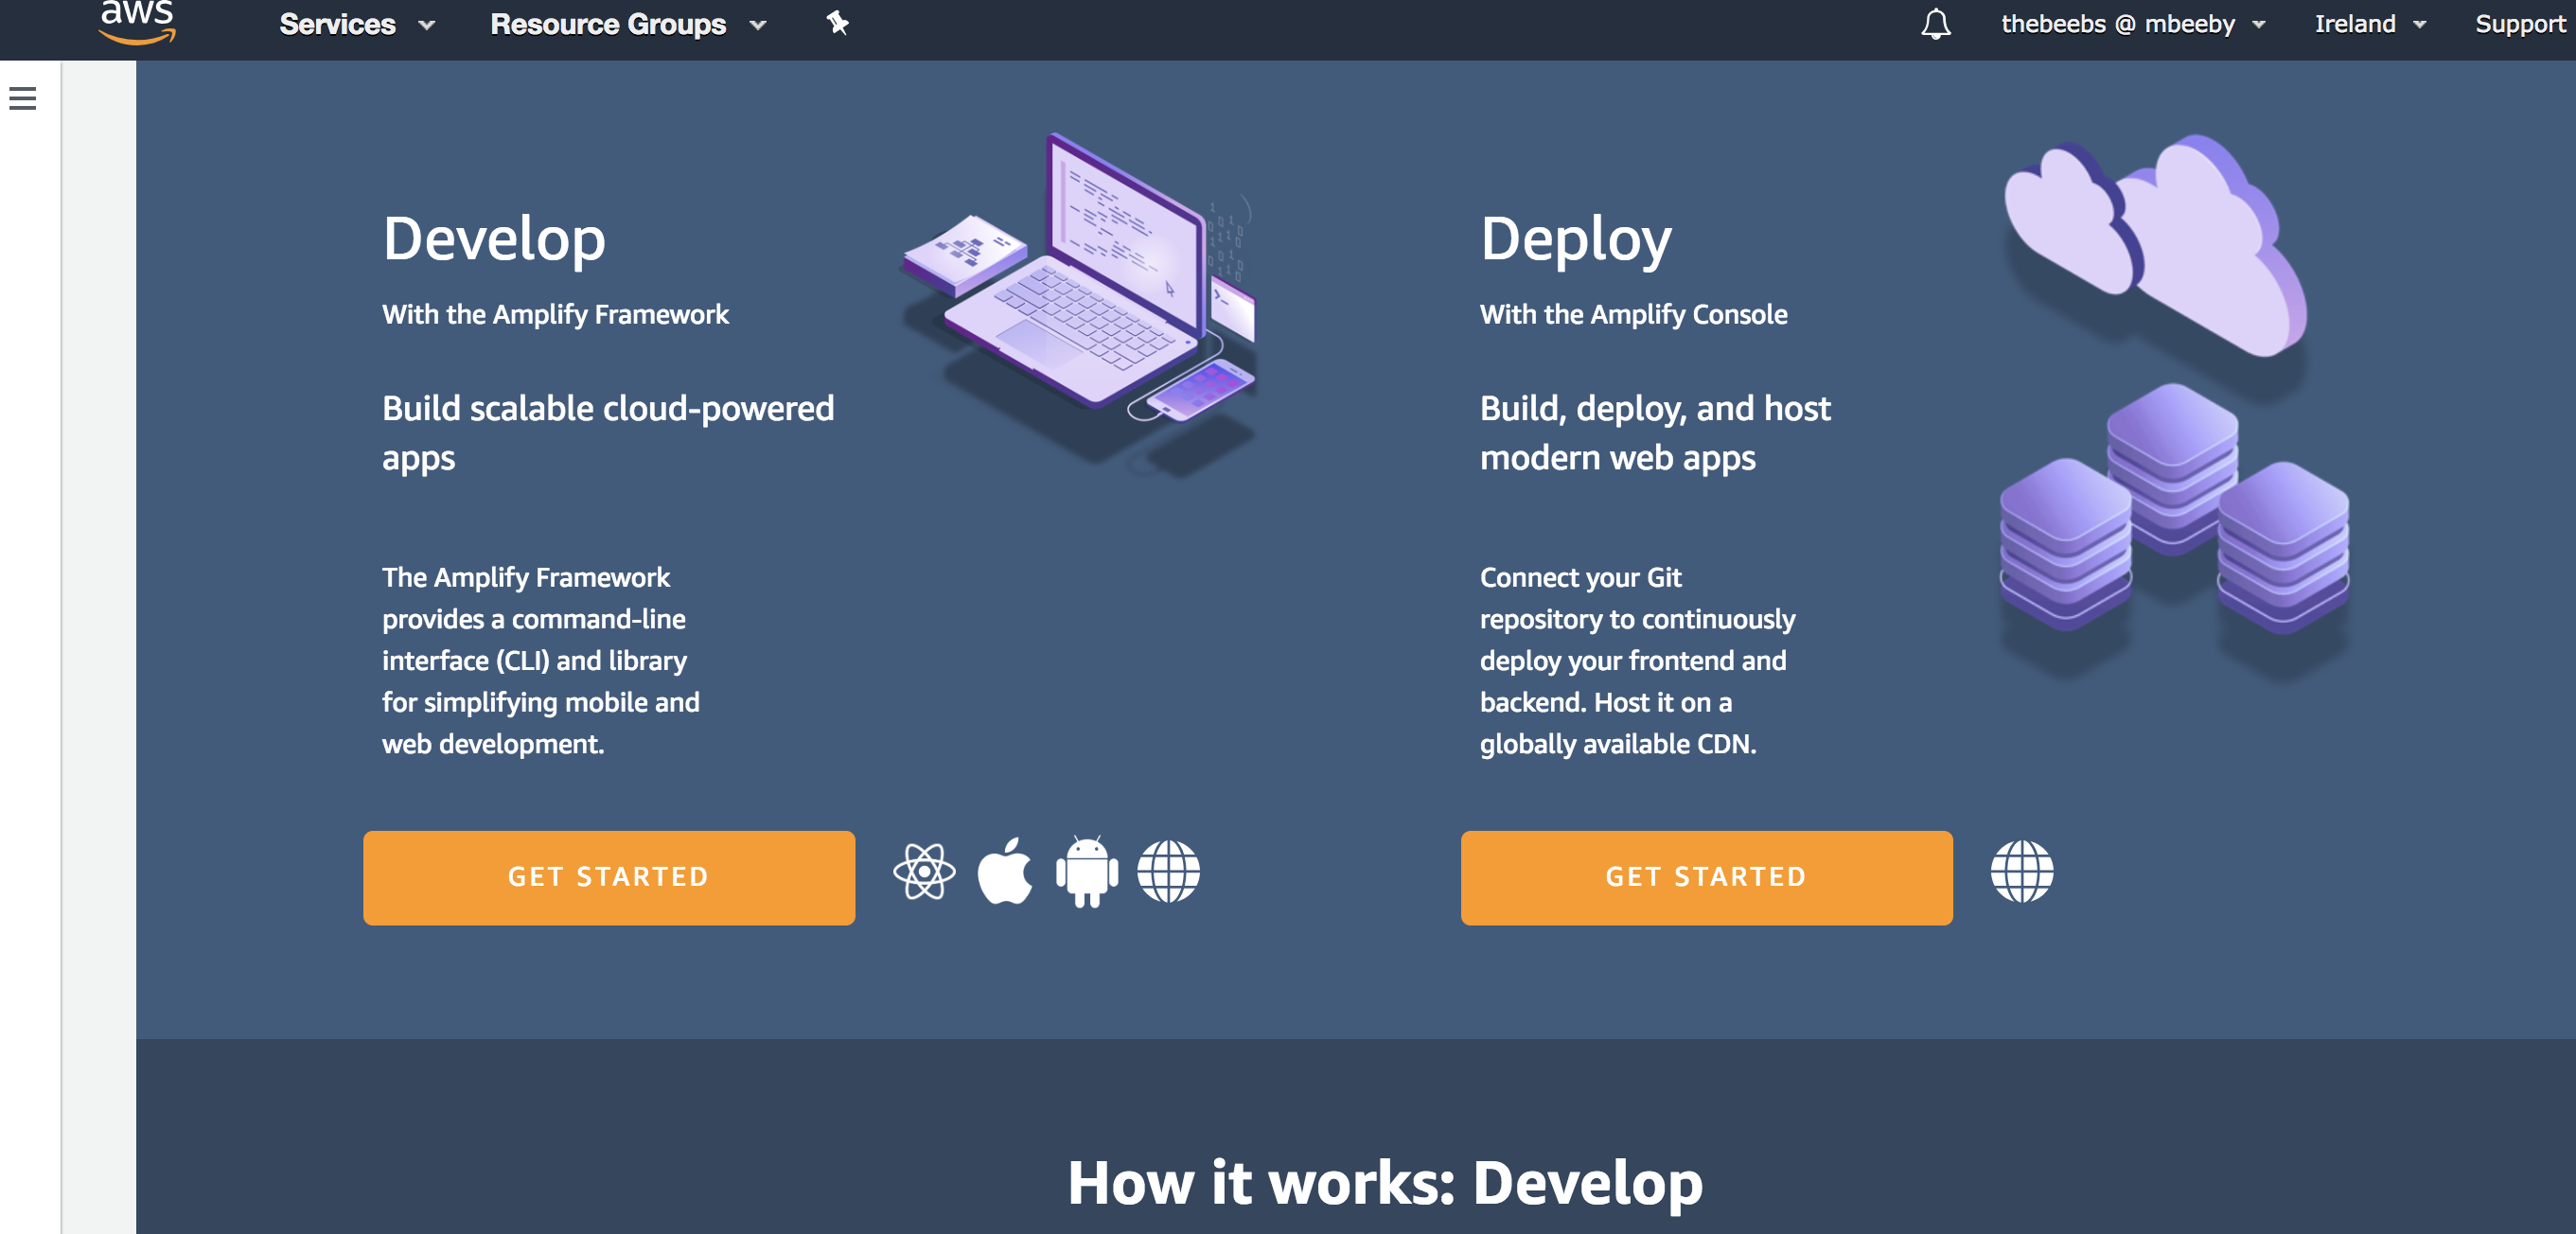 aws
Services
Resource Groups
thebeebs @ mbeeby
Ireland
Support
Develop
With the Amplify Framework
Build scalable cloud-powered
apps
The Amplify Framework
provides a command-line
interface (CLI) and library
for simplifying mobile and
web development.
GET STARTED
Deploy
With the Amplify Console
Build, deploy, and host
modern web apps
Connect your Git
repository to continuously
deploy your frontend and
backend. Host it on a
globally available CDN.
GET STARTED
How it works: Develop